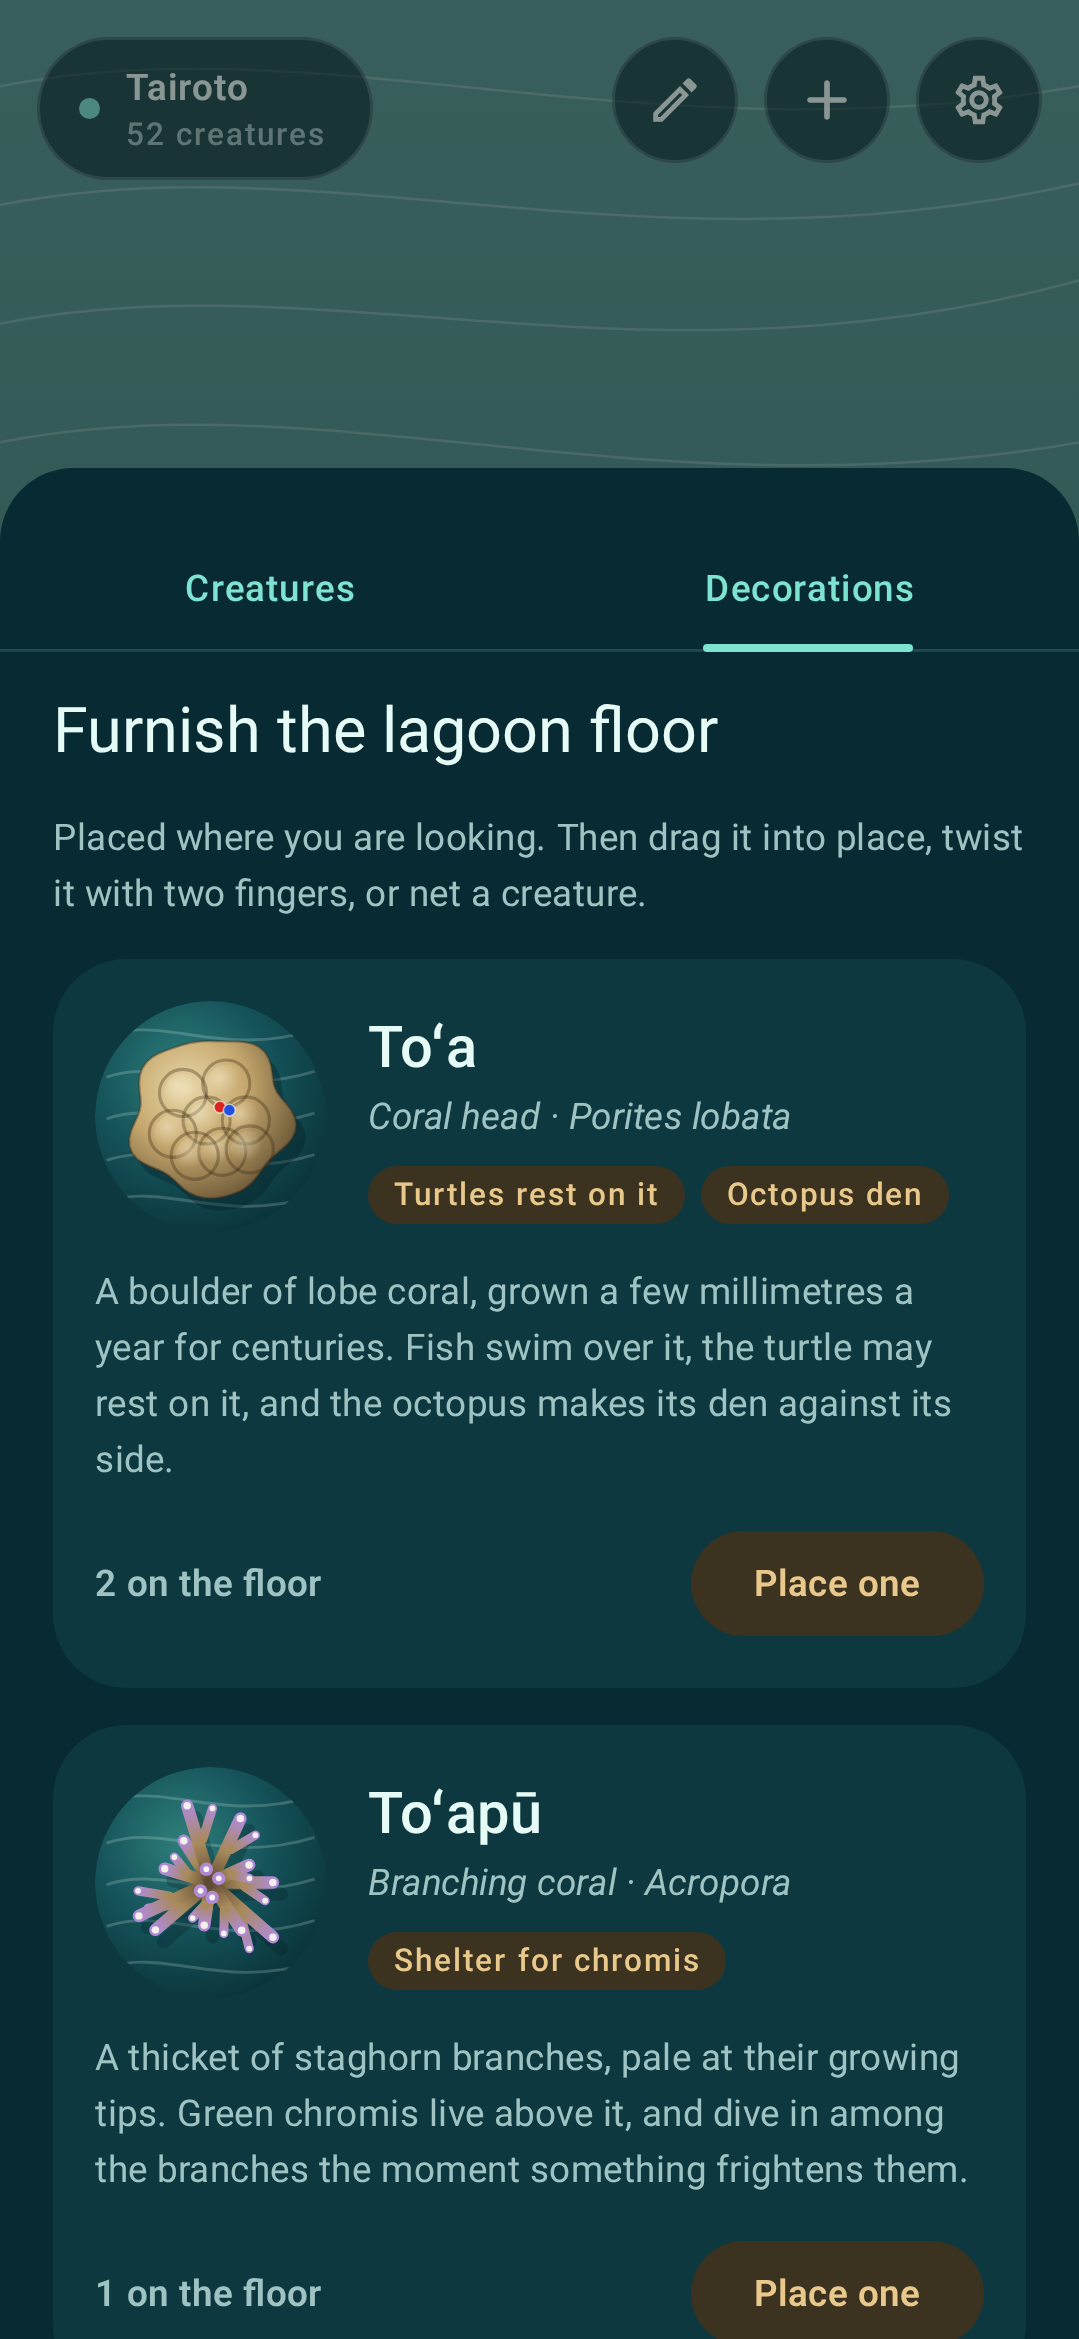 Tairoto
52 creatures
Creatures
Decorations
Furnish the lagoon floor
Placed where you are looking. Then drag it into place, twist
it with two fingers, or net a creature.
Toʻa
Coral head · Porites lobata
Turtles rest on it
Octopus den
A boulder of lobe coral, grown a few millimetres a
year for centuries. Fish swim over it, the turtle may
rest on it, and the octopus makes its den against its
side.
2 on the floor
Place one
Toʻapū
Branching coral · Acropora
Shelter for chromis
A thicket of staghorn branches, pale at their growing
tips. Green chromis live above it, and dive in among
the branches the moment something frightens them.
1 on the floor
Place one